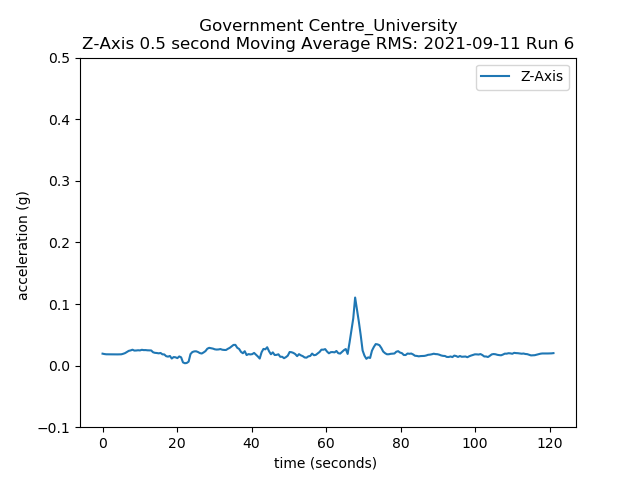 Government Centre_University
Z-Axis 0.5 second Moving Average RMS: 2021-09-11 Run 6
Z-Axis
0.5
0.4
0.3
0.2
0.1
0.0
−0.1
acceleration (g)
0 20 40 60 80 100 120
time (seconds)